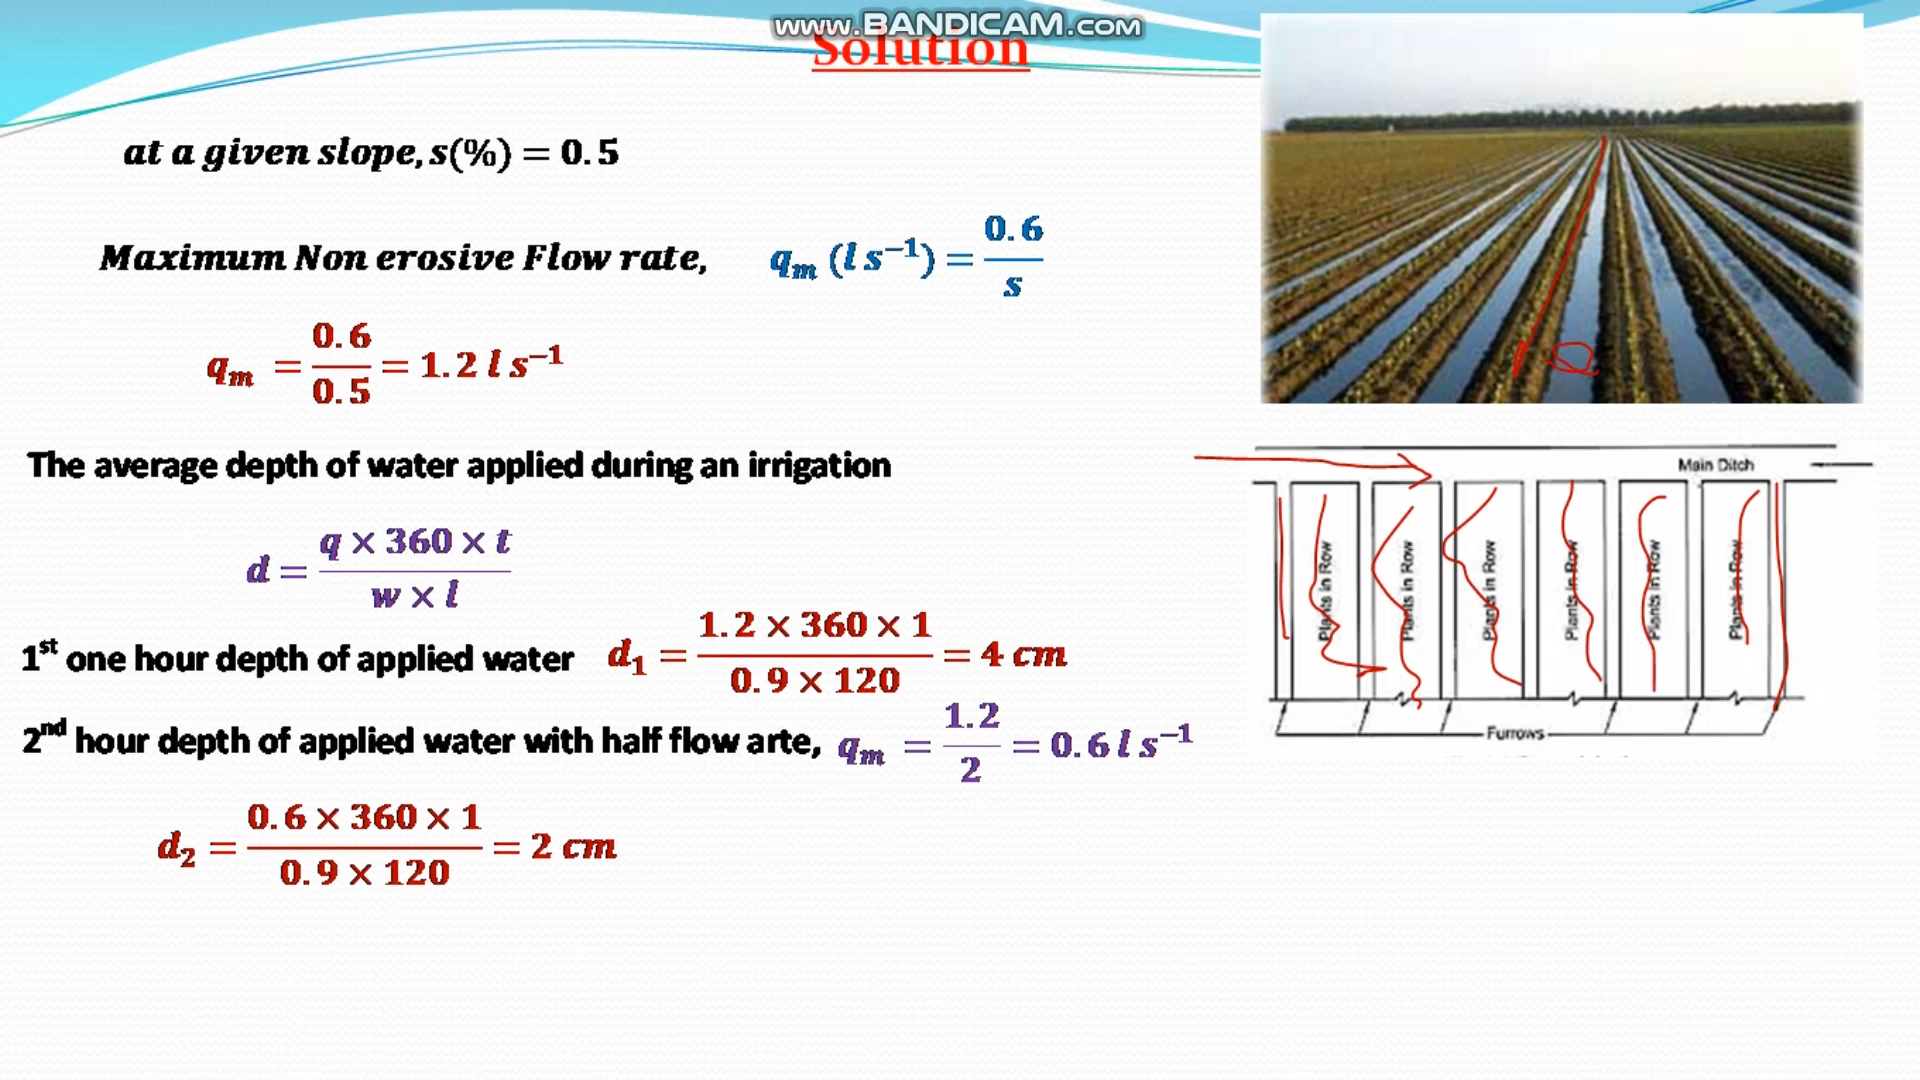 www.BANDICAM.com
Solution
at a given slope, s(%) = 0.5
Maximum Non erosive Flow rate, qₘ (l s⁻¹) = 0.6 / s
qₘ = 0.6 / 0.5 = 1.2 l s⁻¹
The average depth of water applied during an irrigation
d = q × 360 × t / w × l
1st one hour depth of applied water d₁ = 1.2 × 360 × 1 / 0.9 × 120 = 4 cm
2nd hour depth of applied water with half flow arte, qₘ = 1.2 / 2 = 0.6 l s⁻¹
d₂ = 0.6 × 360 × 1 / 0.9 × 120 = 2 cm
Q
Main Ditch
Plants in Row
Plants in Row
Plants in Row
Plants in Row
Plants in Row
Plants in Row
Furrows